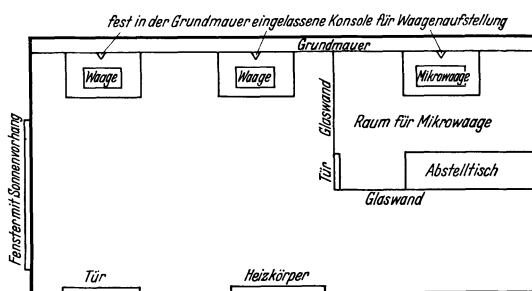 fest in der Grundmauer eingelassene Konsole für Waagenaufstellung
Grundmauer
Waage
Waage
Mikrowaage
Glaswand
Raum für Mikrowaage
Fenster mit Sonnenvorhang
Tür
Abstelltisch
Glaswand
Tür
Heizkörper